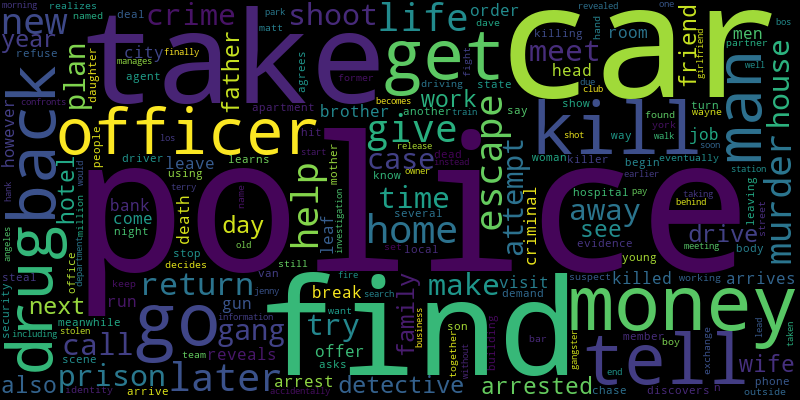 morning realizes named deal matt park revealed one
new crime shoot life order dave hand boy bos
year take get car
refuse plan daughter father city agent manages finally agrees former driving state
killing room men partner well
meet head friend girlfriend due club
however confronts officer apartment becomes fight work
brother another train say
kill show found turn wayne
back los hit release
people police give escape job man house
driver start mother dead instead york walk soon
hank leave learns case know owner shot way woman killer begin eventually
hotel using help time attempt hospital pay earlier taking station
bank terry name day several criminal away behind leaving street murder
come night death old leaf investigation home see evidence meeting
angeles department million would stop set local drive body
drug office decides still van fire young
steal security keep jenny search family make visit killed suspect working arrives
next run return gun break want demand money
including meanwhile stolen go gang information try business son together without building find bar gangster member boy exchange lead taken
call scene team reveals offer asks tell wife
also prison later arrest detective arrested chase end discovers n phone
identity arrive accidentally outside